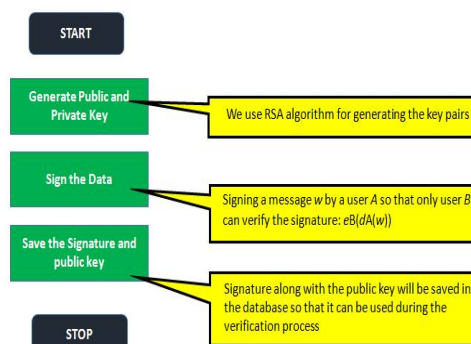 START
Generate Public and
Private Key
We use RSA algorithm for generating the key pairs
Sign the Data
Signing a message w by a user A so that only user B
can verify the signature: eB(dA(w))
Save the Signature and
public key
Signature along with the public key will be saved in
the database so that it can be used during the
verification process
STOP